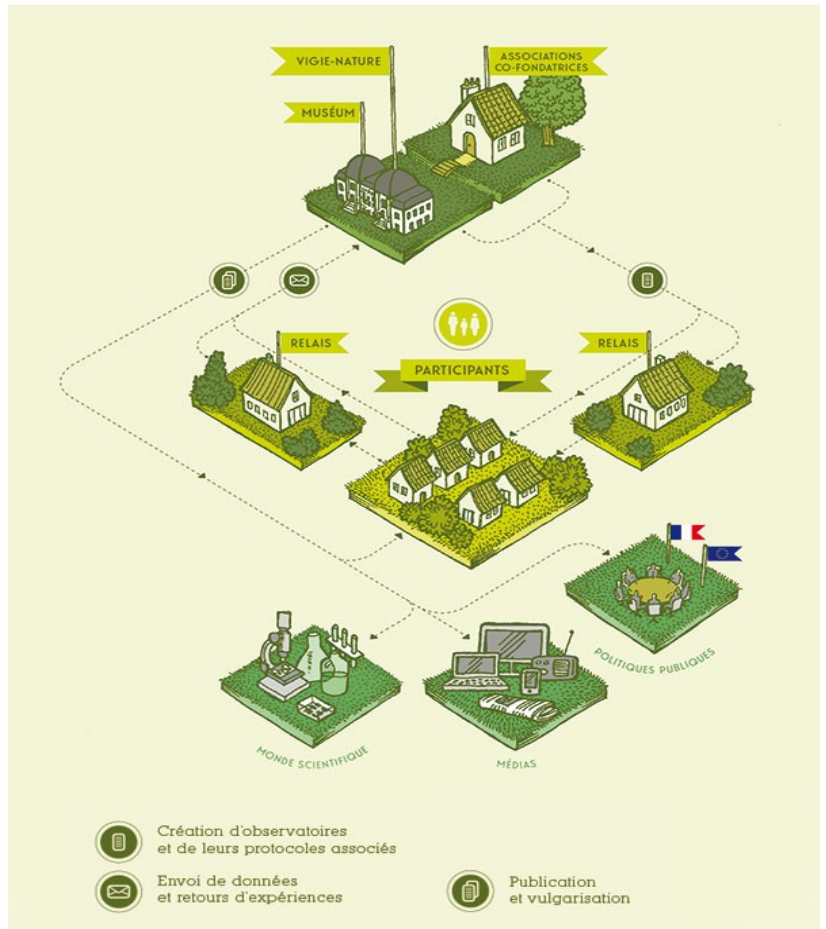 VIGIE-NATURE
ASSOCIATIONS
CO-FONDATRICES
MUSÉUM
RELAIS
RELAIS
PARTICIPANTS
POLITIQUES PUBLIQUES
MONDE SCIENTIFIQUE
MÉDIAS
Création d'observatoires
et de leurs protocoles associés
Envoi de données
et retours d'expériences
Publication
et vulgarisation